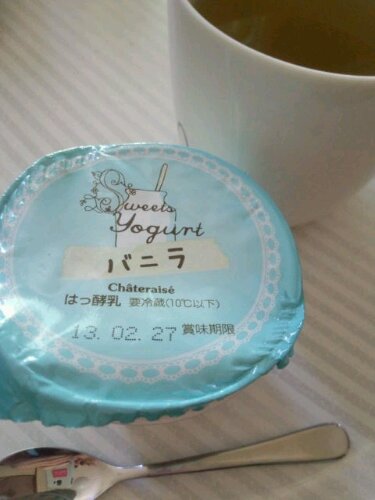 Sweets
Yogurt
バニラ
Châteraisé
はっ酵乳 要冷蔵(10℃以下)
13. 02. 27 賞味期限